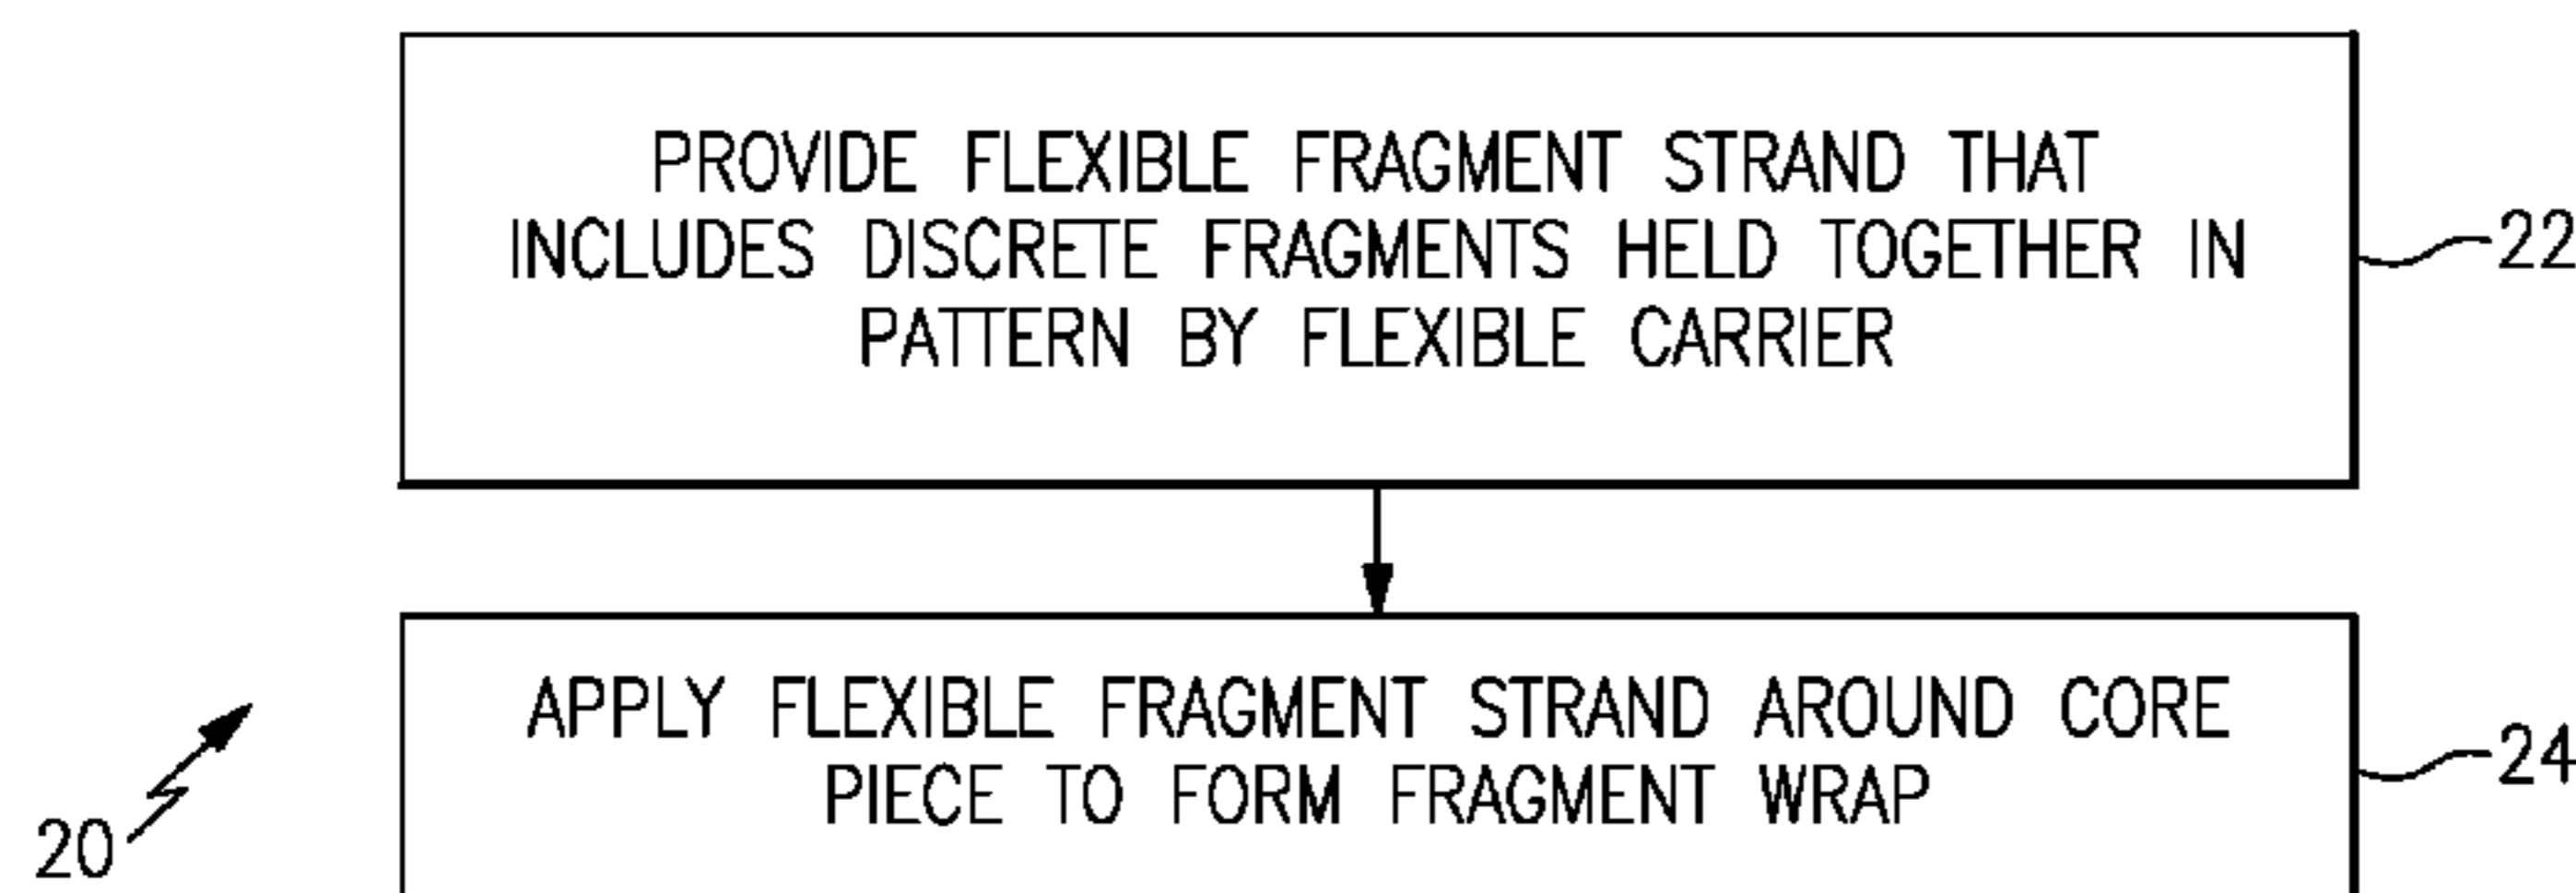 PROVIDE FLEXIBLE FRAGMENT STRAND THAT
INCLUDES DISCRETE FRAGMENTS HELD TOGETHER IN
PATTERN BY FLEXIBLE CARRIER
22
APPLY FLEXIBLE FRAGMENT STRAND AROUND CORE
PIECE TO FORM FRAGMENT WRAP
24
20